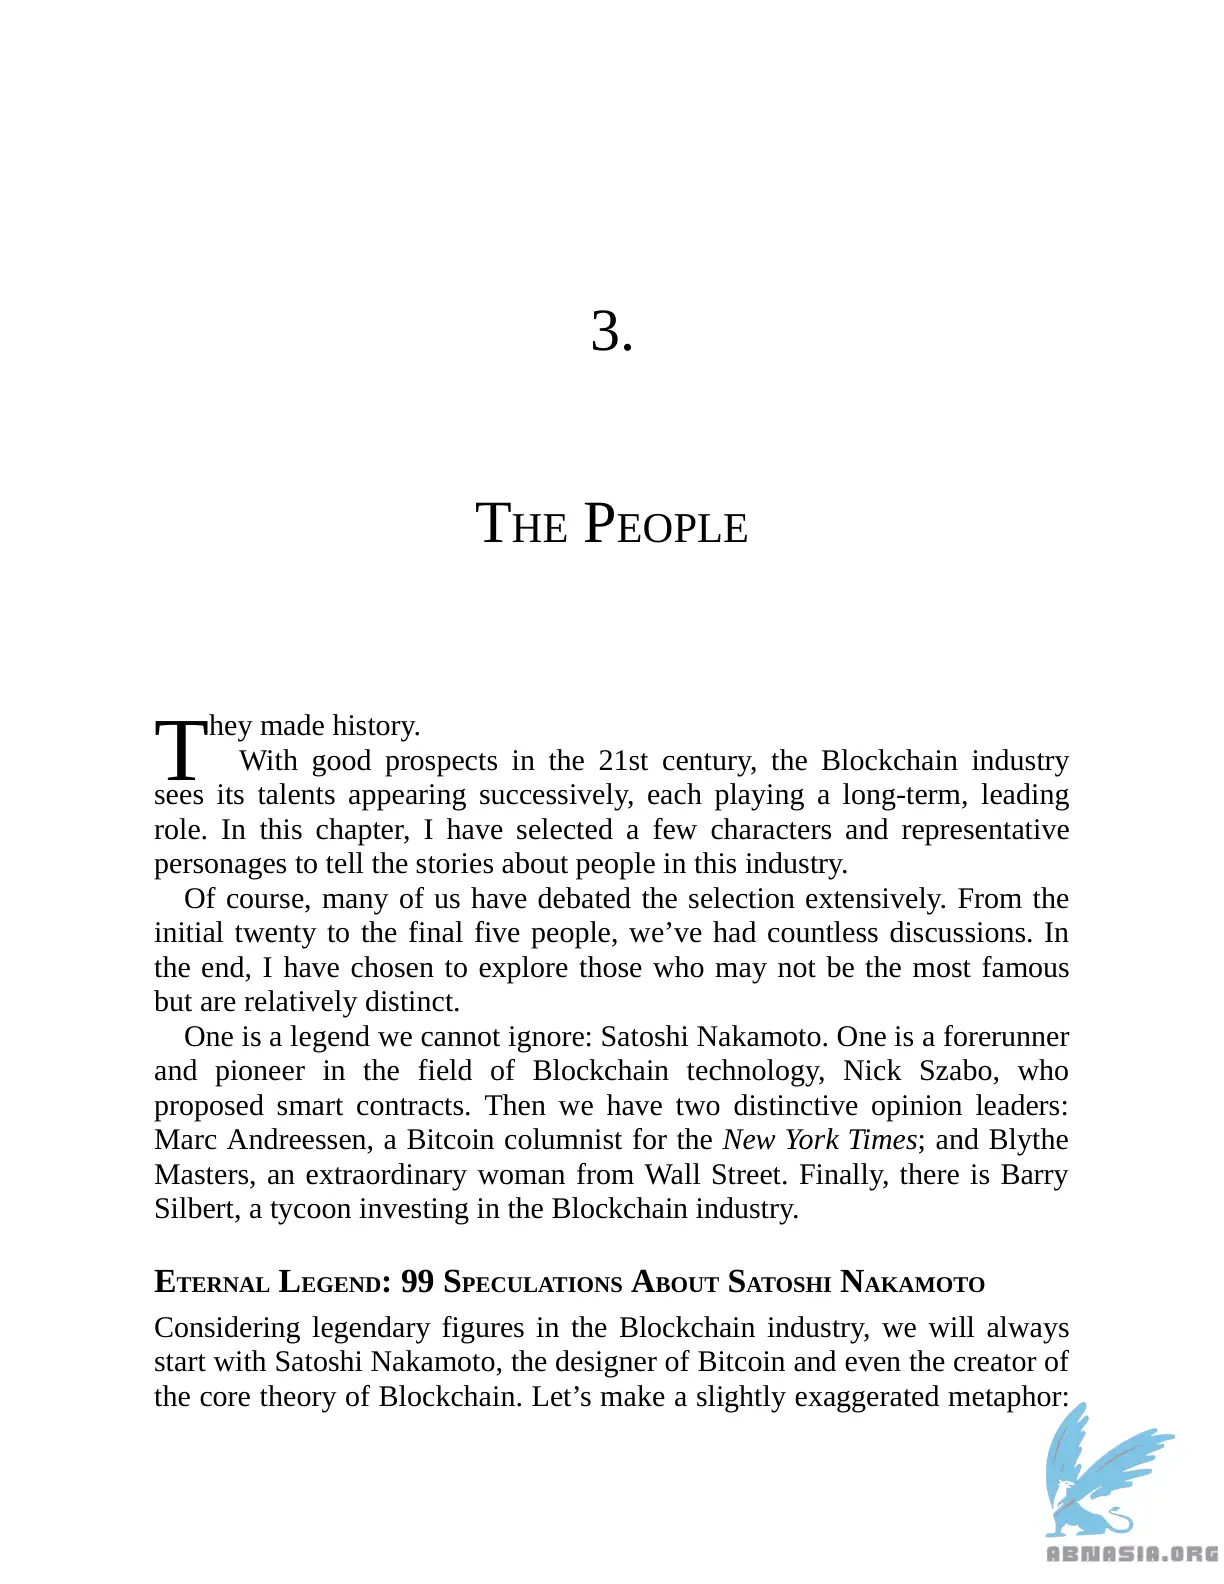 3.
THE PEOPLE
They made history.
With good prospects in the 21st century, the Blockchain industry
sees its talents appearing successively, each playing a long-term, leading
role. In this chapter, I have selected a few characters and representative
personages to tell the stories about people in this industry.
Of course, many of us have debated the selection extensively. From the
initial twenty to the final five people, we’ve had countless discussions. In
the end, I have chosen to explore those who may not be the most famous
but are relatively distinct.
One is a legend we cannot ignore: Satoshi Nakamoto. One is a forerunner
and pioneer in the field of Blockchain technology, Nick Szabo, who
proposed smart contracts. Then we have two distinctive opinion leaders:
Marc Andreessen, a Bitcoin columnist for the New York Times; and Blythe
Masters, an extraordinary woman from Wall Street. Finally, there is Barry
Silbert, a tycoon investing in the Blockchain industry.
ETERNAL LEGEND: 99 SPECULATIONS ABOUT SATOSHI NAKAMOTO
Considering legendary figures in the Blockchain industry, we will always
start with Satoshi Nakamoto, the designer of Bitcoin and even the creator of
the core theory of Blockchain. Let’s make a slightly exaggerated metaphor:
ABNASIA.ORG